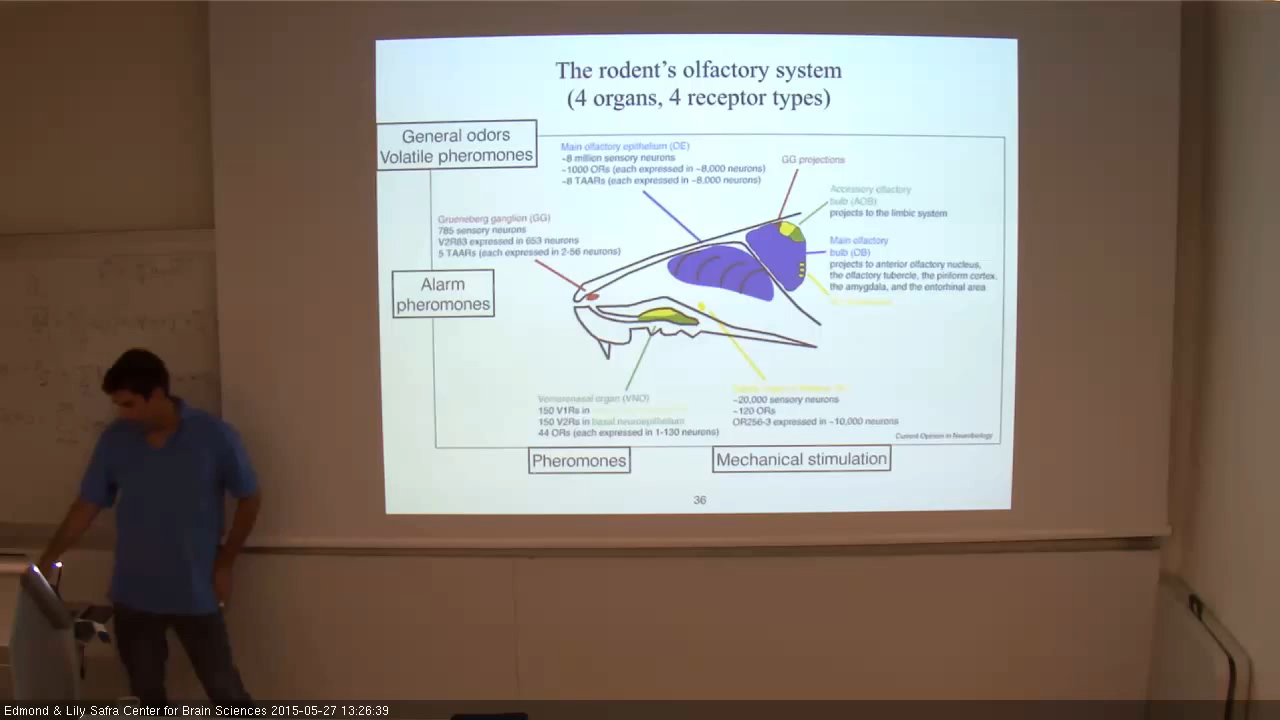 The rodent's olfactory system
(4 organs, 4 receptor types)
General odors
Volatile pheromones
Main olfactory epithelium (OE)
~8 million sensory neurons
~1000 ORs (each expressed in ~8,000 neurons)
~8 TAARs (each expressed in ~8,000 neurons)
GG projections
Accessory olfactory
bulb (AOB)
projects to the limbic system
Grueneberg ganglion (GG)
785 sensory neurons
V2R83 expressed in 653 neurons
5 TAARs (each expressed in 2-56 neurons)
Main olfactory
bulb (OB)
projects to anterior olfactory nucleus,
the olfactory tubercle, the piriform cortex,
the amygdala, and the entorhinal area
Alarm
pheromones
Vomeronasal organ (VNO)
150 V1Rs in
150 V2Rs in basal neuroepithelium
44 ORs (each expressed in 1-130 neurons)
~20,000 sensory neurons
~120 ORs
OR256-3 expressed in ~10,000 neurons
Current Opinion in Neurobiology
Pheromones
Mechanical stimulation
36
Edmond & Lily Safra Center for Brain Sciences 2015-05-27 13:26:39